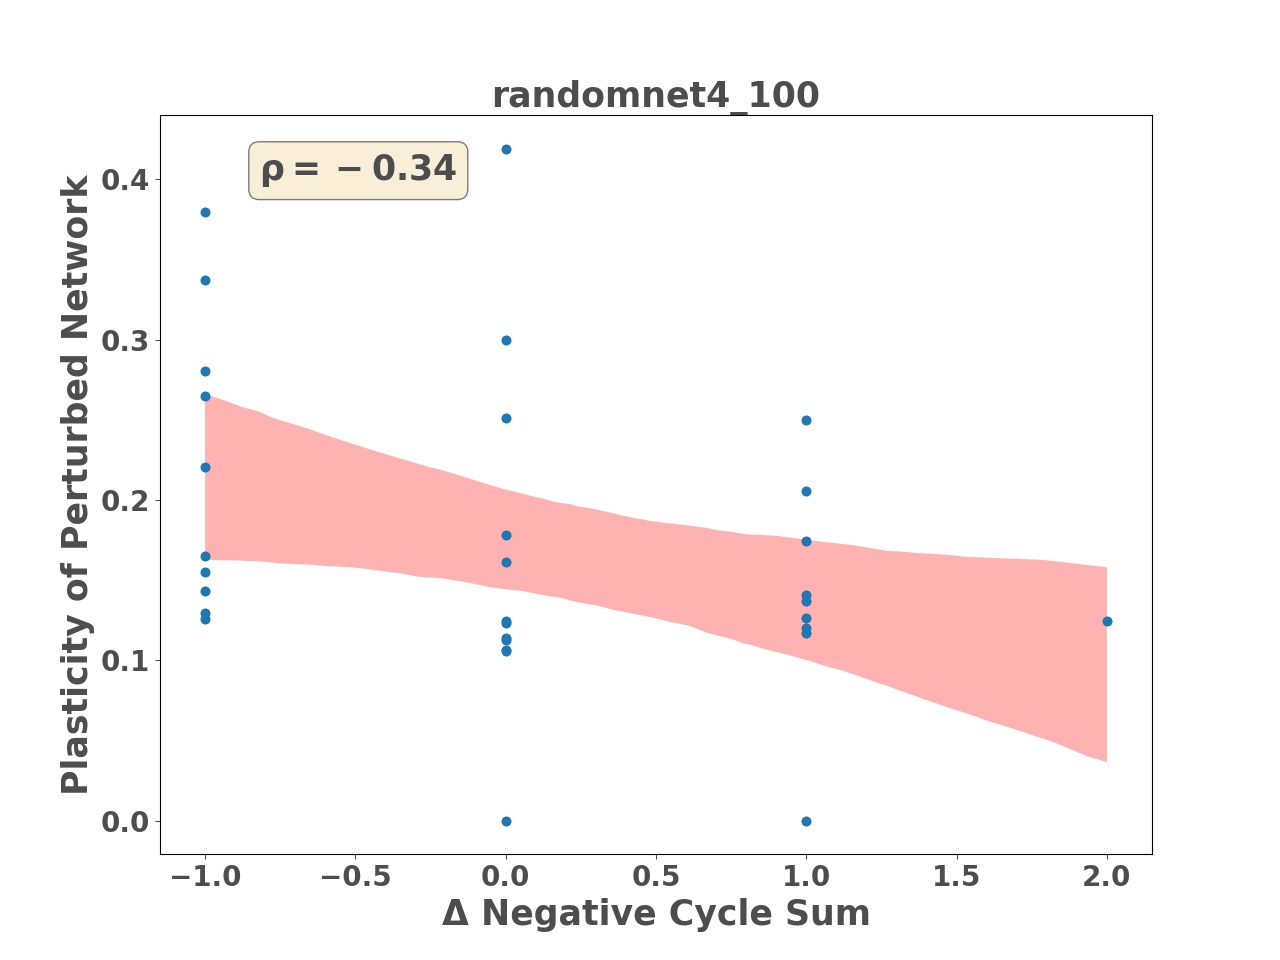 randomnet4_100
ρ = − 0.34
Plasticity of Perturbed Network
0.4
0.3
0.2
0.1
0.0
−1.0 −0.5 0.0 0.5 1.0 1.5 2.0
Δ Negative Cycle Sum